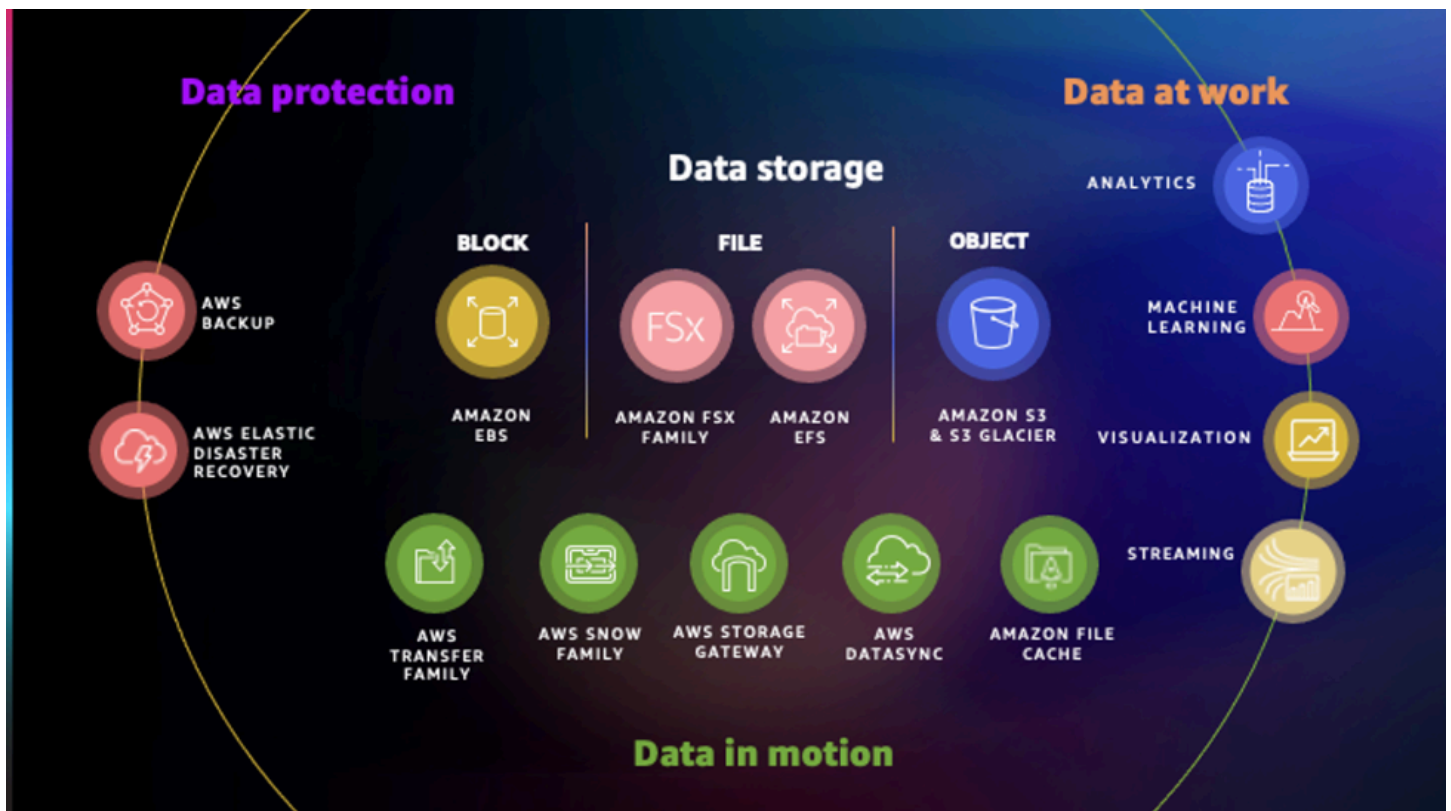 Data protection
Data at work
Data storage
ANALYTICS
BLOCK
FILE
OBJECT
AWS
BACKUP
FSx
MACHINE
LEARNING
AMAZON
EBS
AMAZON FSX
FAMILY
AMAZON
EFS
AMAZON S3
& S3 GLACIER
AWS ELASTIC
DISASTER
RECOVERY
VISUALIZATION
STREAMING
AWS
TRANSFER
FAMILY
AWS SNOW
FAMILY
AWS STORAGE
GATEWAY
AWS
DATASYNC
AMAZON FILE
CACHE
Data in motion